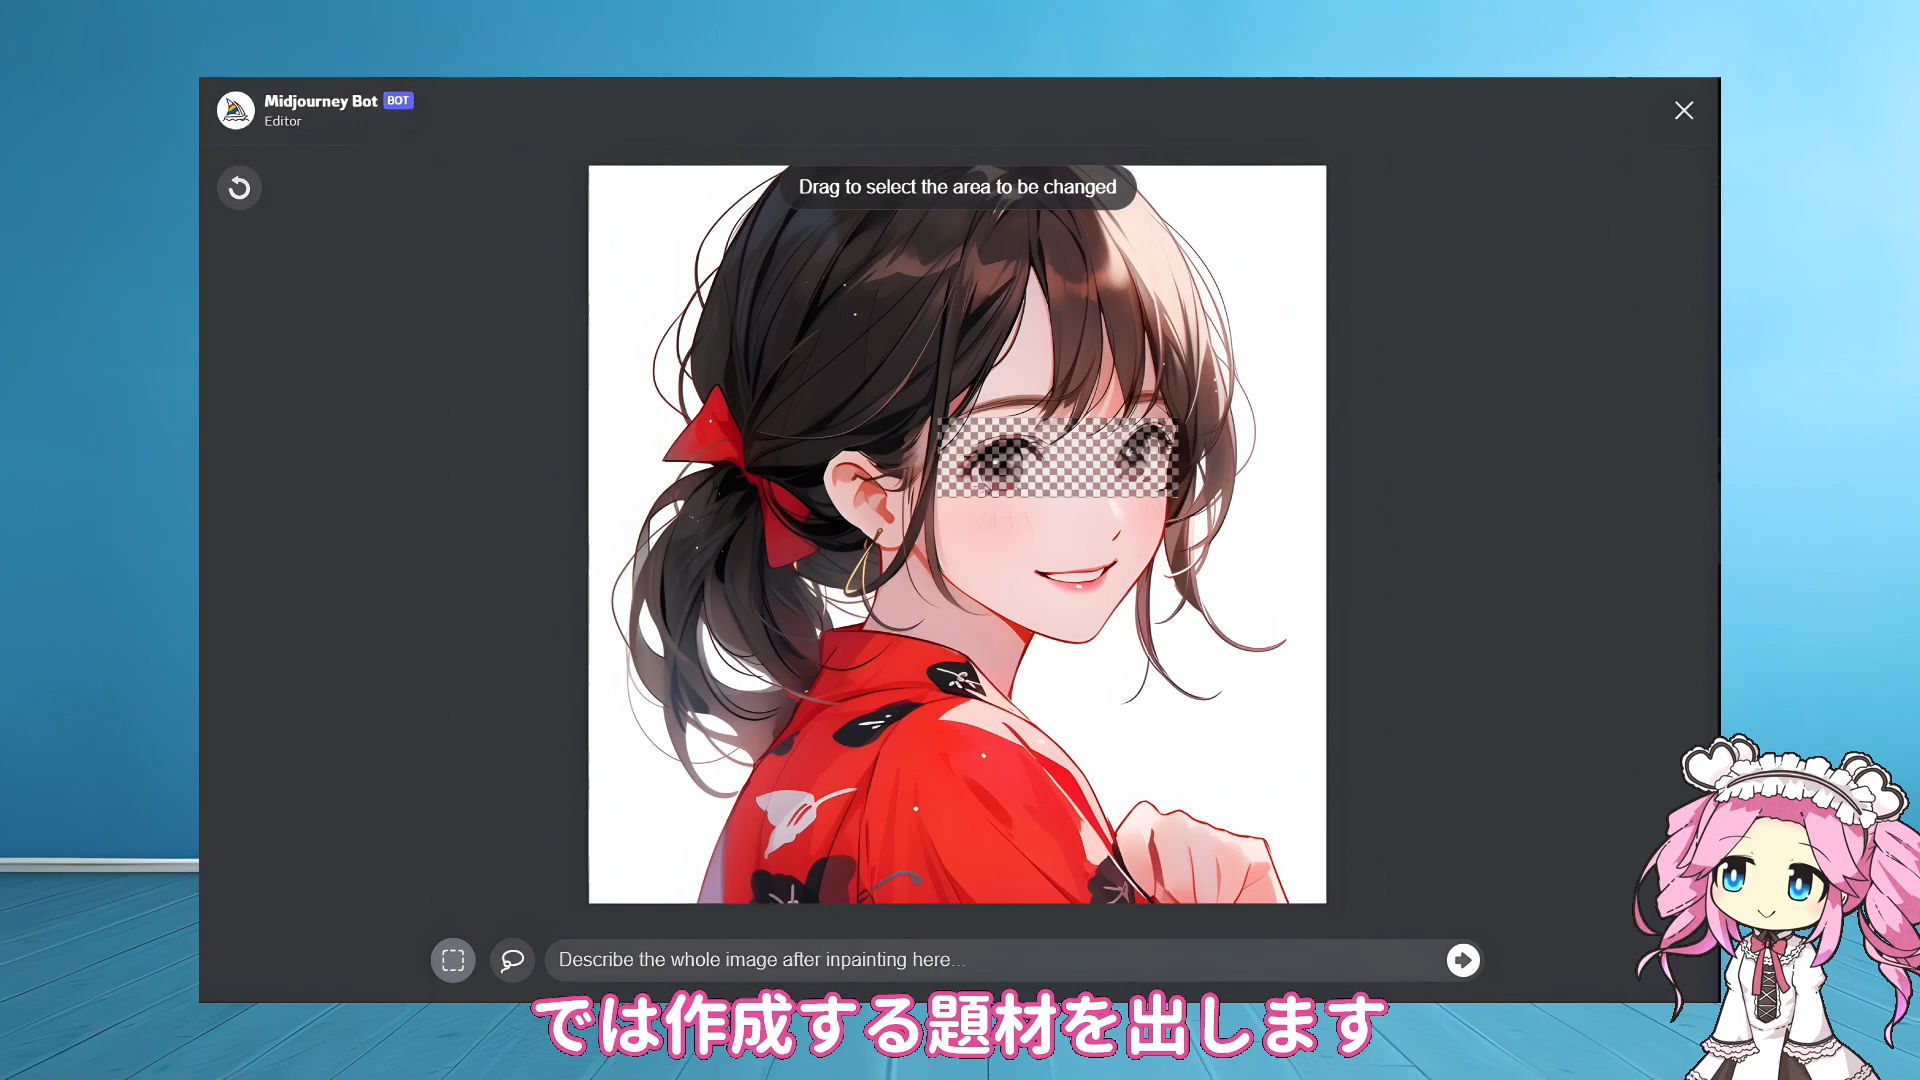 Midjourney Bot BOT
Editor
Drag to select the area to be changed
Describe the whole image after inpainting here...
では作成する題材を出します